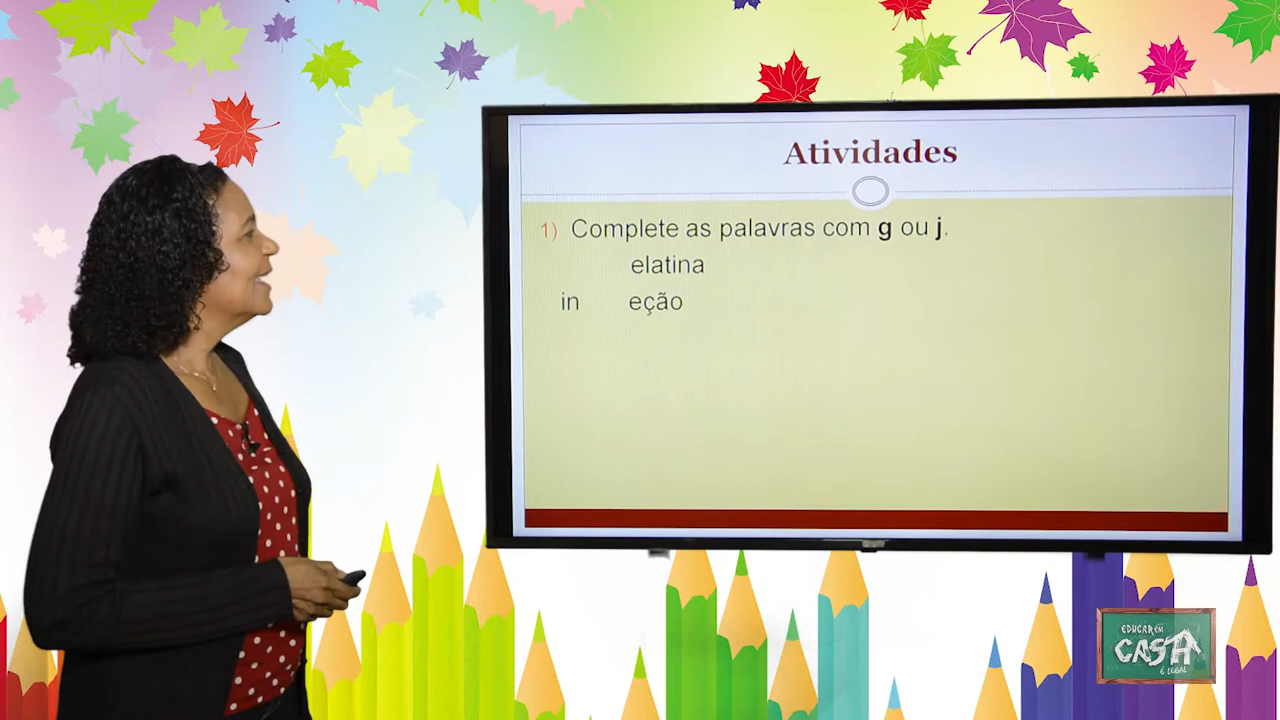 Atividades
1) Complete as palavras com g ou j.
elatina
in eção
EDUCAR EM
CASA
É LEGAL